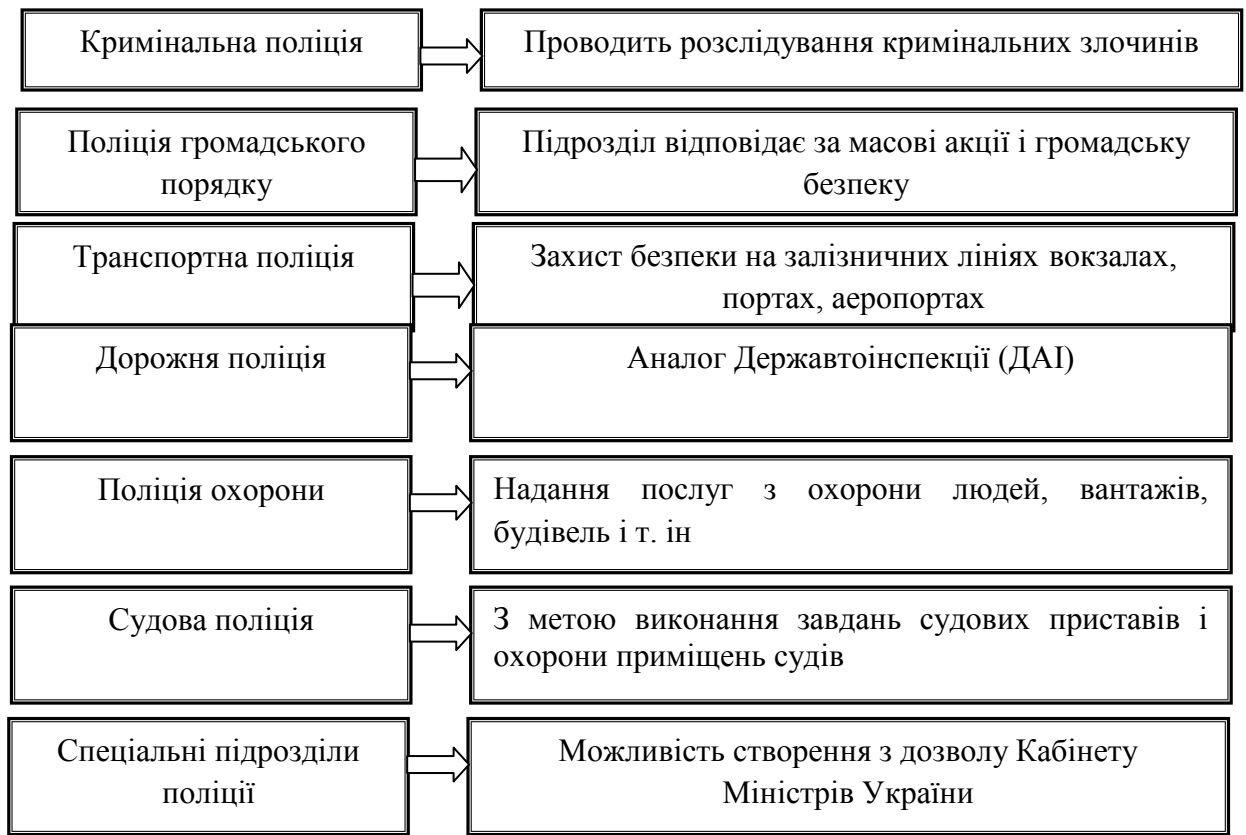 Кримінальна поліція
Проводить розслідування кримінальних злочинів
Поліція громадського
порядку
Підрозділ відповідає за масові акції і громадську
безпеку
Транспортна поліція
Захист безпеки на залізничних лініях вокзалах,
портах, аеропортах
Дорожня поліція
Аналог Державтоінспекції (ДАІ)
Поліція охорони
Надання послуг з охорони людей, вантажів,
будівель і т. ін
Судова поліція
З метою виконання завдань судових приставів і
охорони приміщень судів
Спеціальні підрозділи
поліції
Можливість створення з дозволу Кабінету
Міністрів України